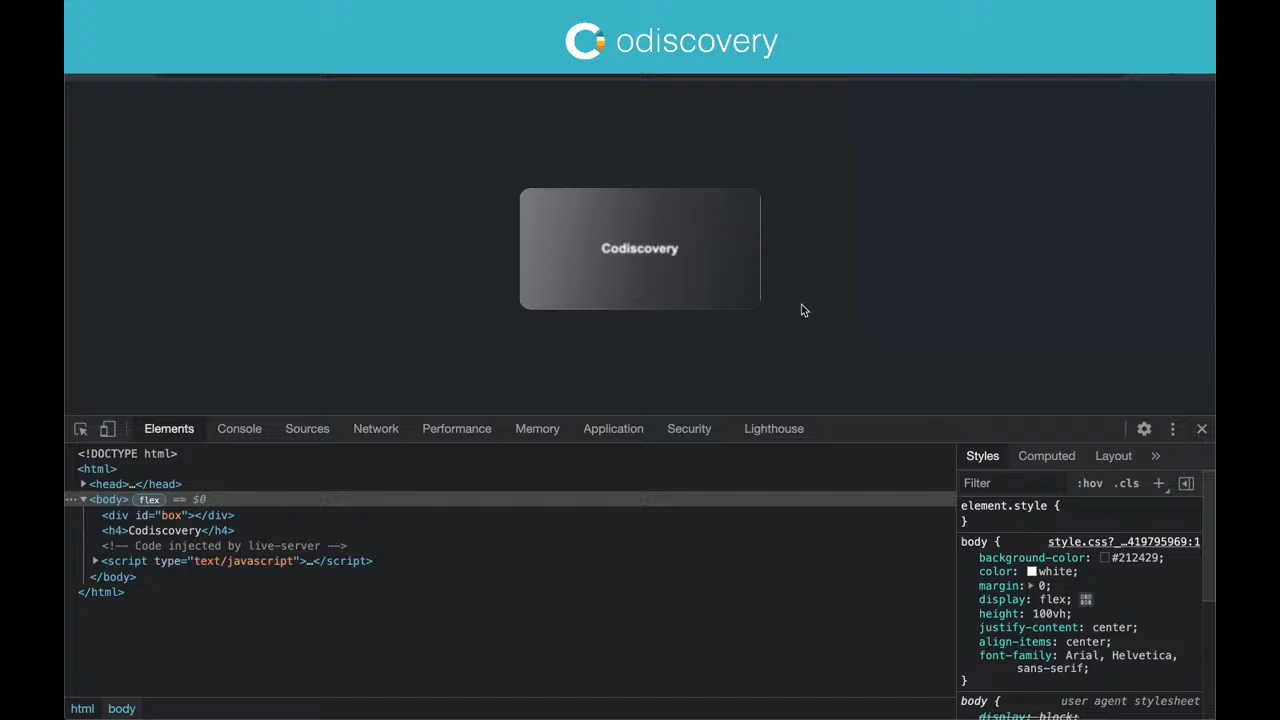 Codiscovery
Codiscovery
Elements Console Sources Network Performance Memory Application Security Lighthouse
<!DOCTYPE html>
<html>
<head>…</head>
<body> flex == $0
<div id="box"></div>
<h4>Codiscovery</h4>
<!-- Code injected by live-server -->
<script type="text/javascript">…</script>
</body>
</html>
html body
Styles Computed Layout »
Filter :hov .cls +
element.style {
}
body { style.css?_…419795969:1
background-color: #212429;
color: white;
margin: 0;
display: flex;
height: 100vh;
justify-content: center;
align-items: center;
font-family: Arial, Helvetica,
sans-serif;
}
body { user agent stylesheet
display: block;